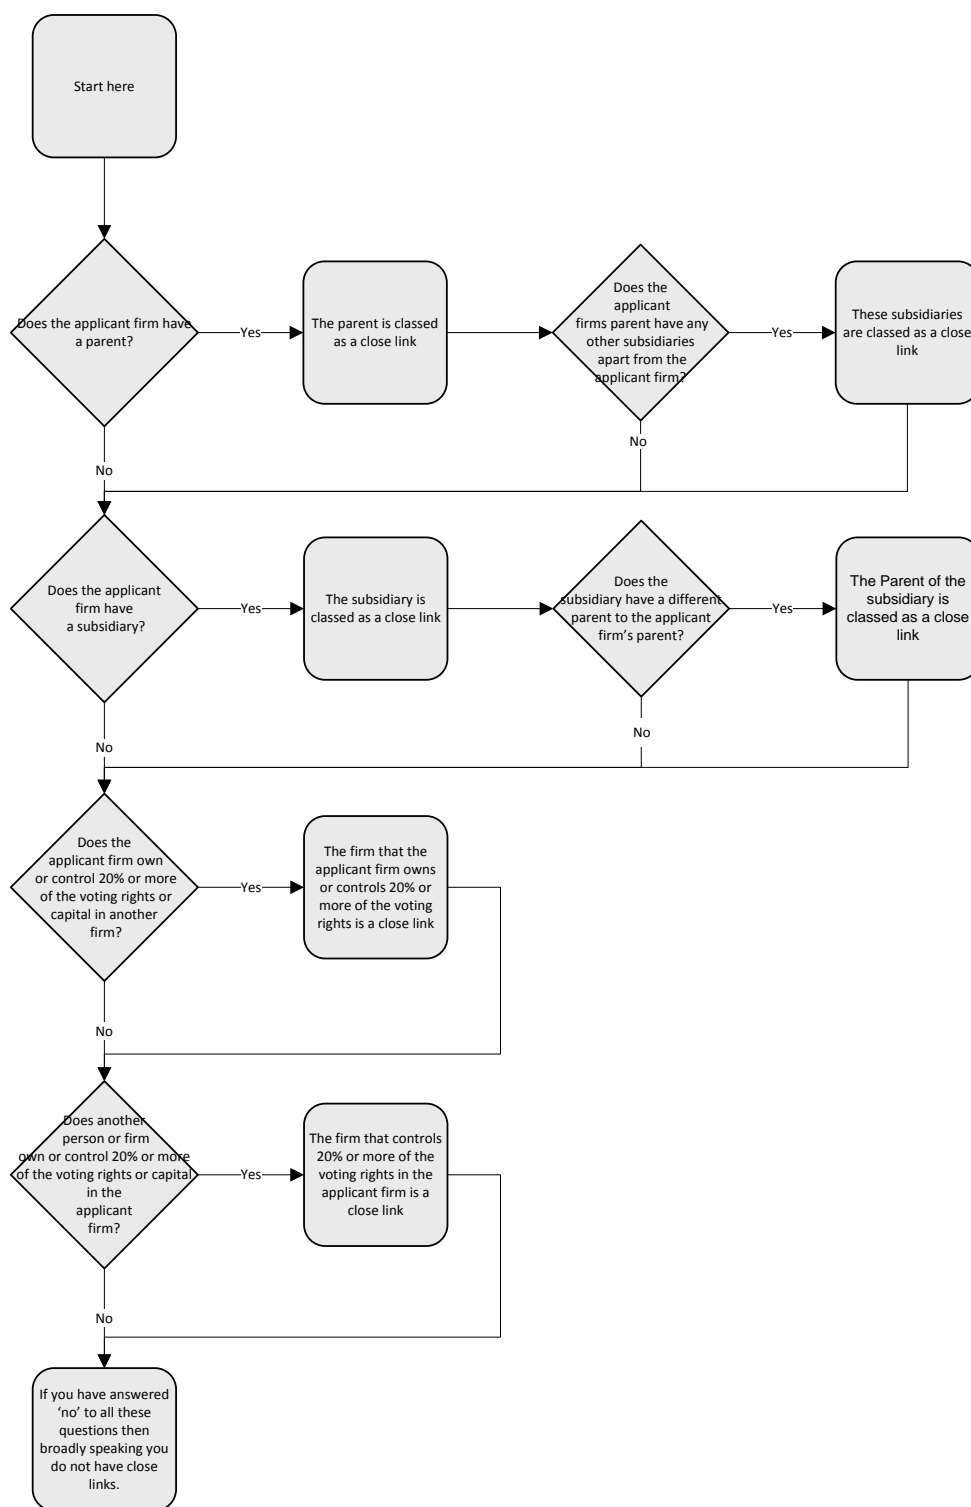 Start here
Does the applicant firm have
a parent?
Yes
The parent is classed
as a close link
Does the
applicant
firms parent have any
other subsidiaries
apart from the
applicant firm?
Yes
These subsidiaries
are classed as a close
link
No
No
Does the applicant
firm have
a subsidiary?
Yes
The subsidiary is
classed as a close link
Does the
subsidiary have a different
parent to the applicant
firm's parent?
Yes
The Parent of the
subsidiary is
classed as a close
link
No
No
Does the
applicant firm own
or control 20% or more
of the voting rights or
capital in another
firm?
Yes
The firm that the
applicant firm owns
or controls 20% or
more of the voting
rights is a close link
No
Does another
person or firm
own or control 20% or more
of the voting rights or capital
in the
applicant
firm?
Yes
The firm that controls
20% or more of the
voting rights in the
applicant firm is a
close link
No
If you have answered
‘no’ to all these
questions then
broadly speaking you
do not have close
links.